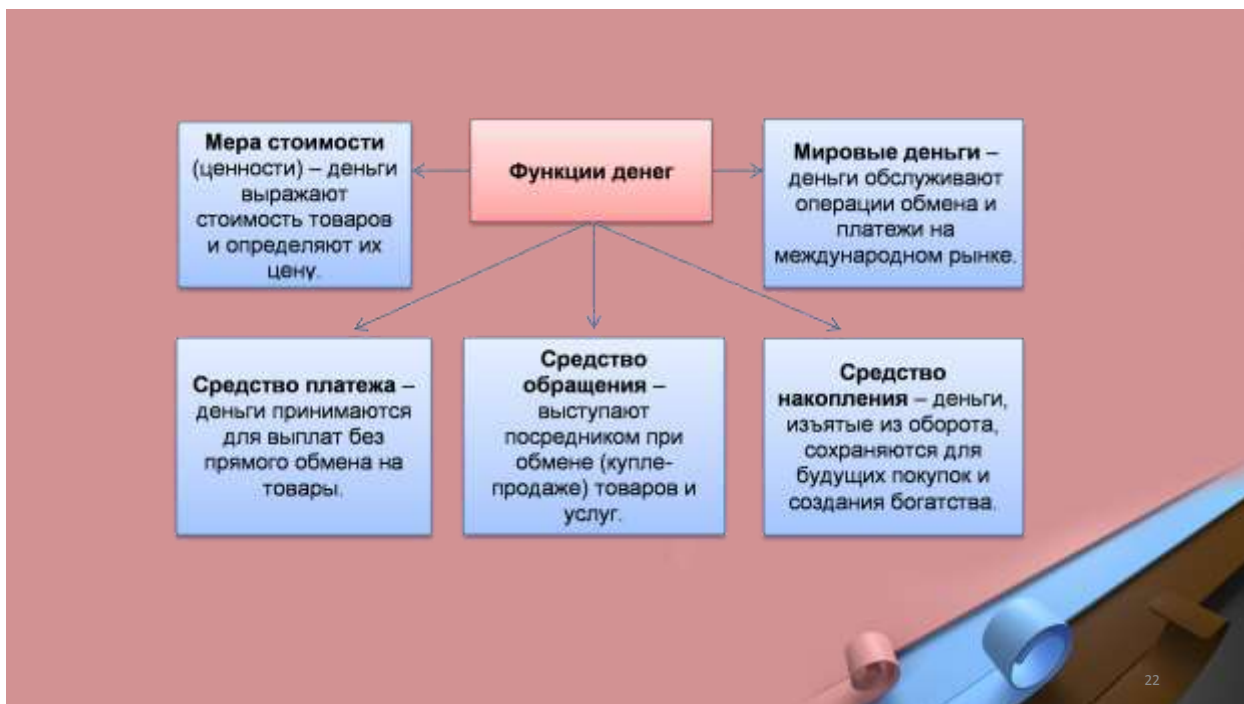 Мера стоимости
(ценности) – деньги
выражают
стоимость товаров
и определяют их
цену.
Функции денег
Мировые деньги –
деньги обслуживают
операции обмена и
платежи на
международном рынке.
Средство платежа –
деньги принимаются
для выплат без
прямого обмена на
товары.
Средство
обращения –
выступают
посредником при
обмене (купле-
продаже) товаров и
услуг.
Средство
накопления – деньги,
изъятые из оборота,
сохраняются для
будущих покупок и
создания богатства.
22